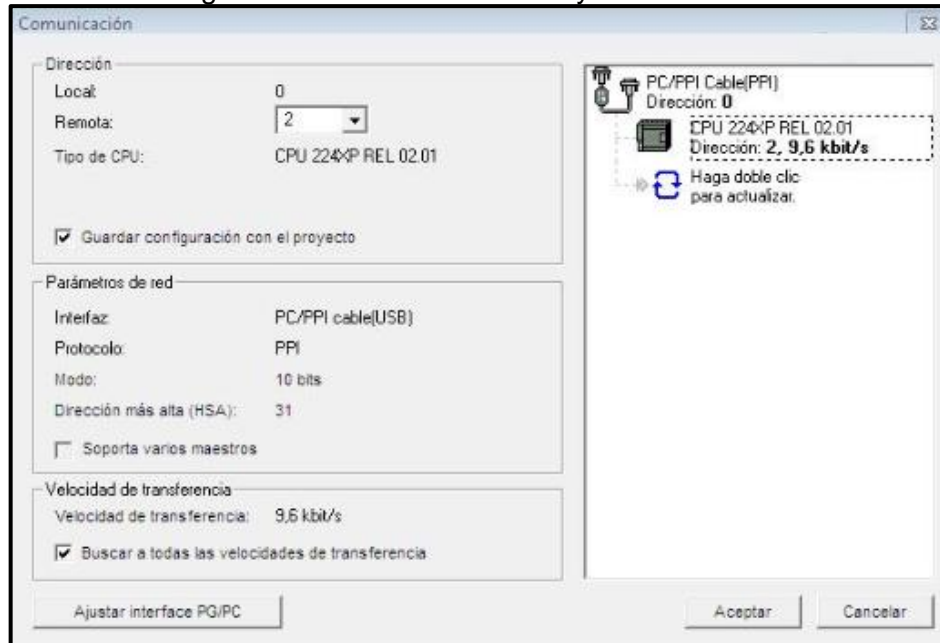 Comunicación
Dirección
Local: 0
Remota: 2
Tipo de CPU: CPU 224XP REL 02.01
Guardar configuración con el proyecto
Parámetros de red
Interfaz: PC/PPI cable(USB)
Protocolo: PPI
Modo: 10 bits
Dirección más alta (HSA): 31
Soporta varios maestros
Velocidad de transferencia
Velocidad de transferencia: 9,6 kbit/s
Buscar a todas las velocidades de transferencia
Ajustar interface PG/PC
PC/PPI Cable(PPI)
Dirección: 0
CPU 224XP REL 02.01
Dirección: 2, 9,6 kbit/s
Haga doble clic
para actualizar.
Aceptar
Cancelar